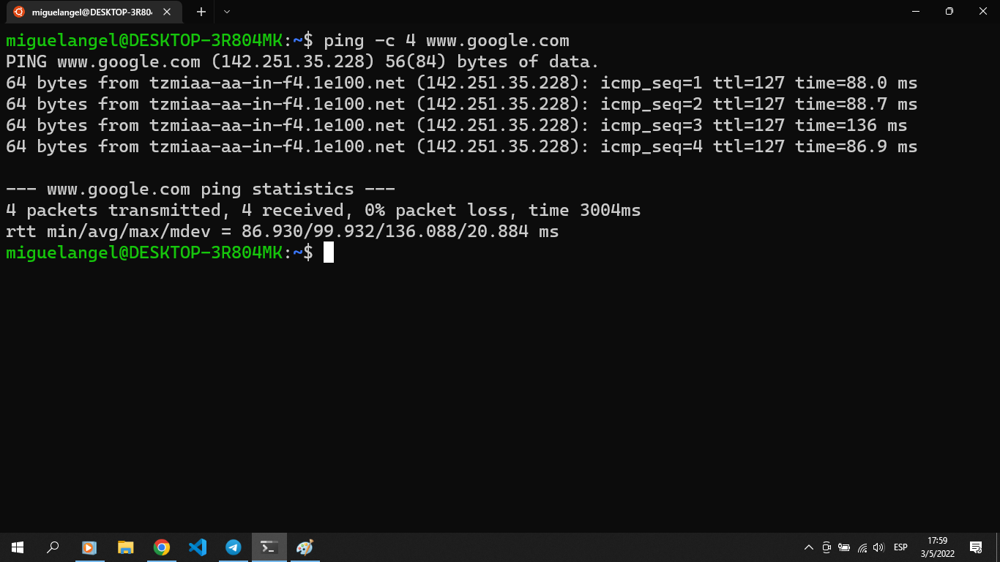 miguelangel@DESKTOP-3R804
miguelangel@DESKTOP-3R804MK:~$ ping -c 4 www.google.com
PING www.google.com (142.251.35.228) 56(84) bytes of data.
64 bytes from tzmiaa-aa-in-f4.1e100.net (142.251.35.228): icmp_seq=1 ttl=127 time=88.0 ms
64 bytes from tzmiaa-aa-in-f4.1e100.net (142.251.35.228): icmp_seq=2 ttl=127 time=88.7 ms
64 bytes from tzmiaa-aa-in-f4.1e100.net (142.251.35.228): icmp_seq=3 ttl=127 time=136 ms
64 bytes from tzmiaa-aa-in-f4.1e100.net (142.251.35.228): icmp_seq=4 ttl=127 time=86.9 ms
--- www.google.com ping statistics ---
4 packets transmitted, 4 received, 0% packet loss, time 3004ms
rtt min/avg/max/mdev = 86.930/99.932/136.088/20.884 ms
miguelangel@DESKTOP-3R804MK:~$
ESP
17:59
3/5/2022